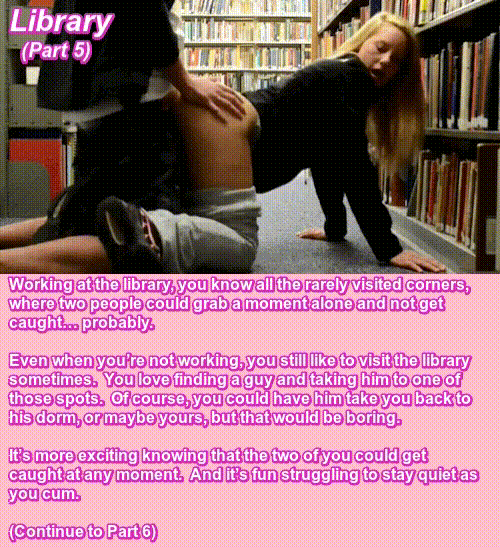 Library
(Part 5)
Working at the library, you know all the rarely visited corners,
where two people could grab a moment alone and not get
caught... probably.
Even when you're not working, you still like to visit the library
sometimes. You love finding a guy and taking him to one of
those spots. Of course, you could have him take you back to
his dorm, or maybe yours, but that would be boring.
It's more exciting knowing that the two of you could get
caught at any moment. And it's fun struggling to stay quiet as
you cum.
(Continue to Part 6)